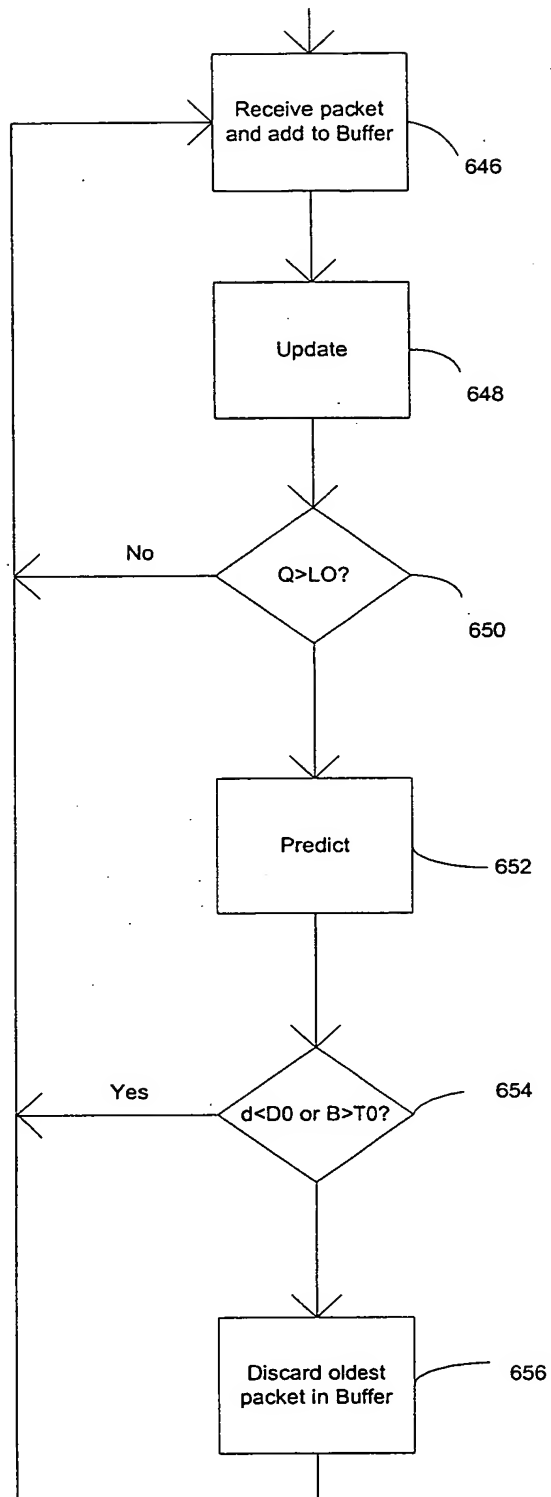 Receive packet
and add to Buffer
646
Update
648
No
Q>LO?
650
Predict
652
Yes
d<D0 or B>T0?
654
Discard oldest
packet in Buffer
656